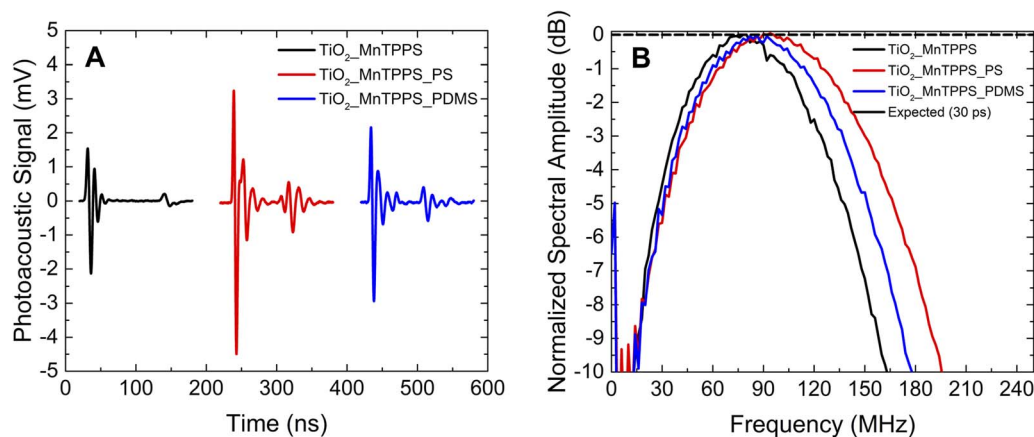 A
TiO2_MnTPPS
TiO2_MnTPPS_PS
TiO2_MnTPPS_PDMS
Photoacoustic Signal (mV)
5
4
3
2
1
0
-1
-2
-3
-4
-5
0 100 200 300 400 500 600
Time (ns)
B
TiO2_MnTPPS
TiO2_MnTPPS_PS
TiO2_MnTPPS_PDMS
Expected (30 ps)
Normalized Spectral Amplitude (dB)
0
-1
-2
-3
-4
-5
-6
-7
-8
-9
-10
0 30 60 90 120 150 180 210 240
Frequency (MHz)